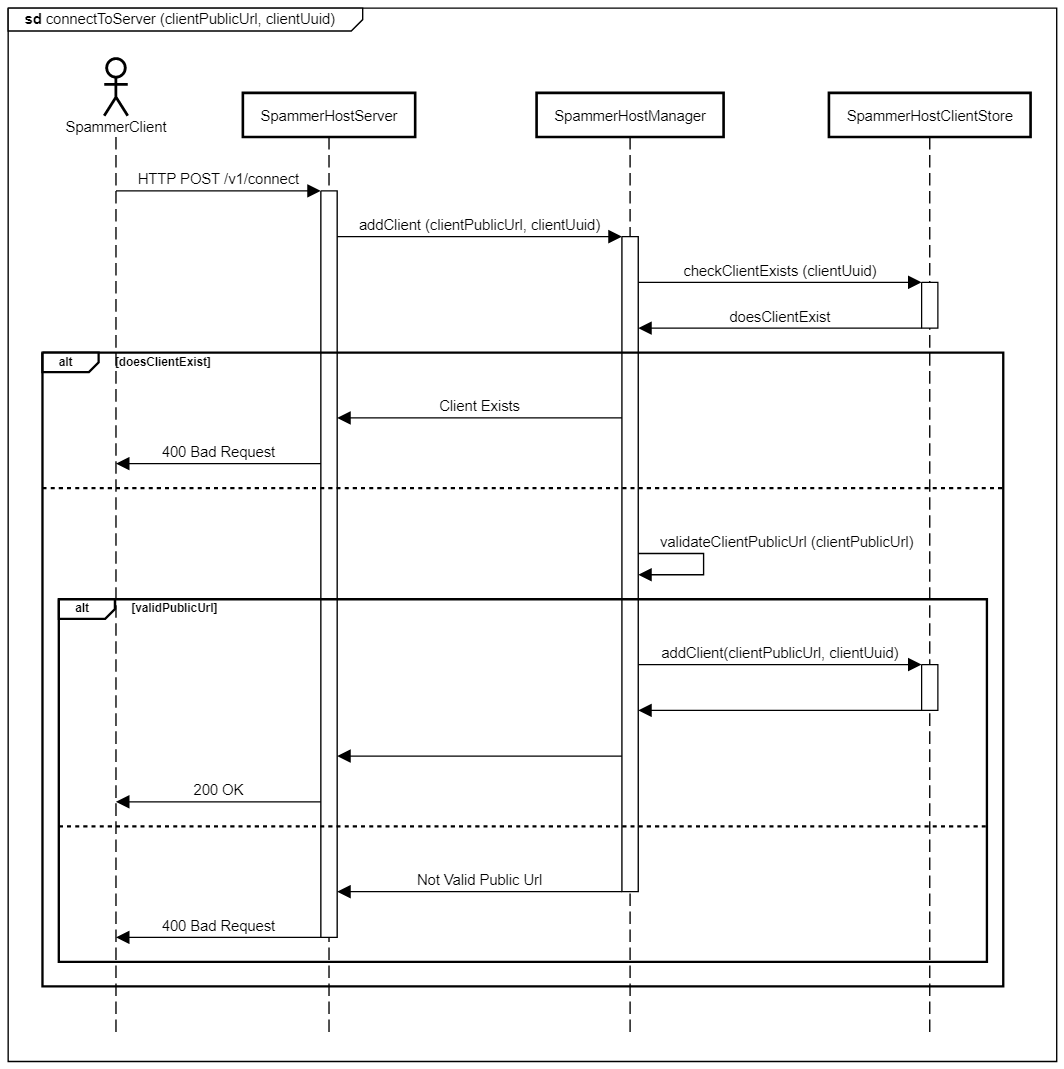 sd connectToServer (clientPublicUrl, clientUuid)
SpammerClient
SpammerHostServer
SpammerHostManager
SpammerHostClientStore
HTTP POST /v1/connect
addClient (clientPublicUrl, clientUuid)
checkClientExists (clientUuid)
doesClientExist
alt
[doesClientExist]
Client Exists
400 Bad Request
validateClientPublicUrl (clientPublicUrl)
alt
[validPublicUrl]
addClient(clientPublicUrl, clientUuid)
200 OK
Not Valid Public Url
400 Bad Request